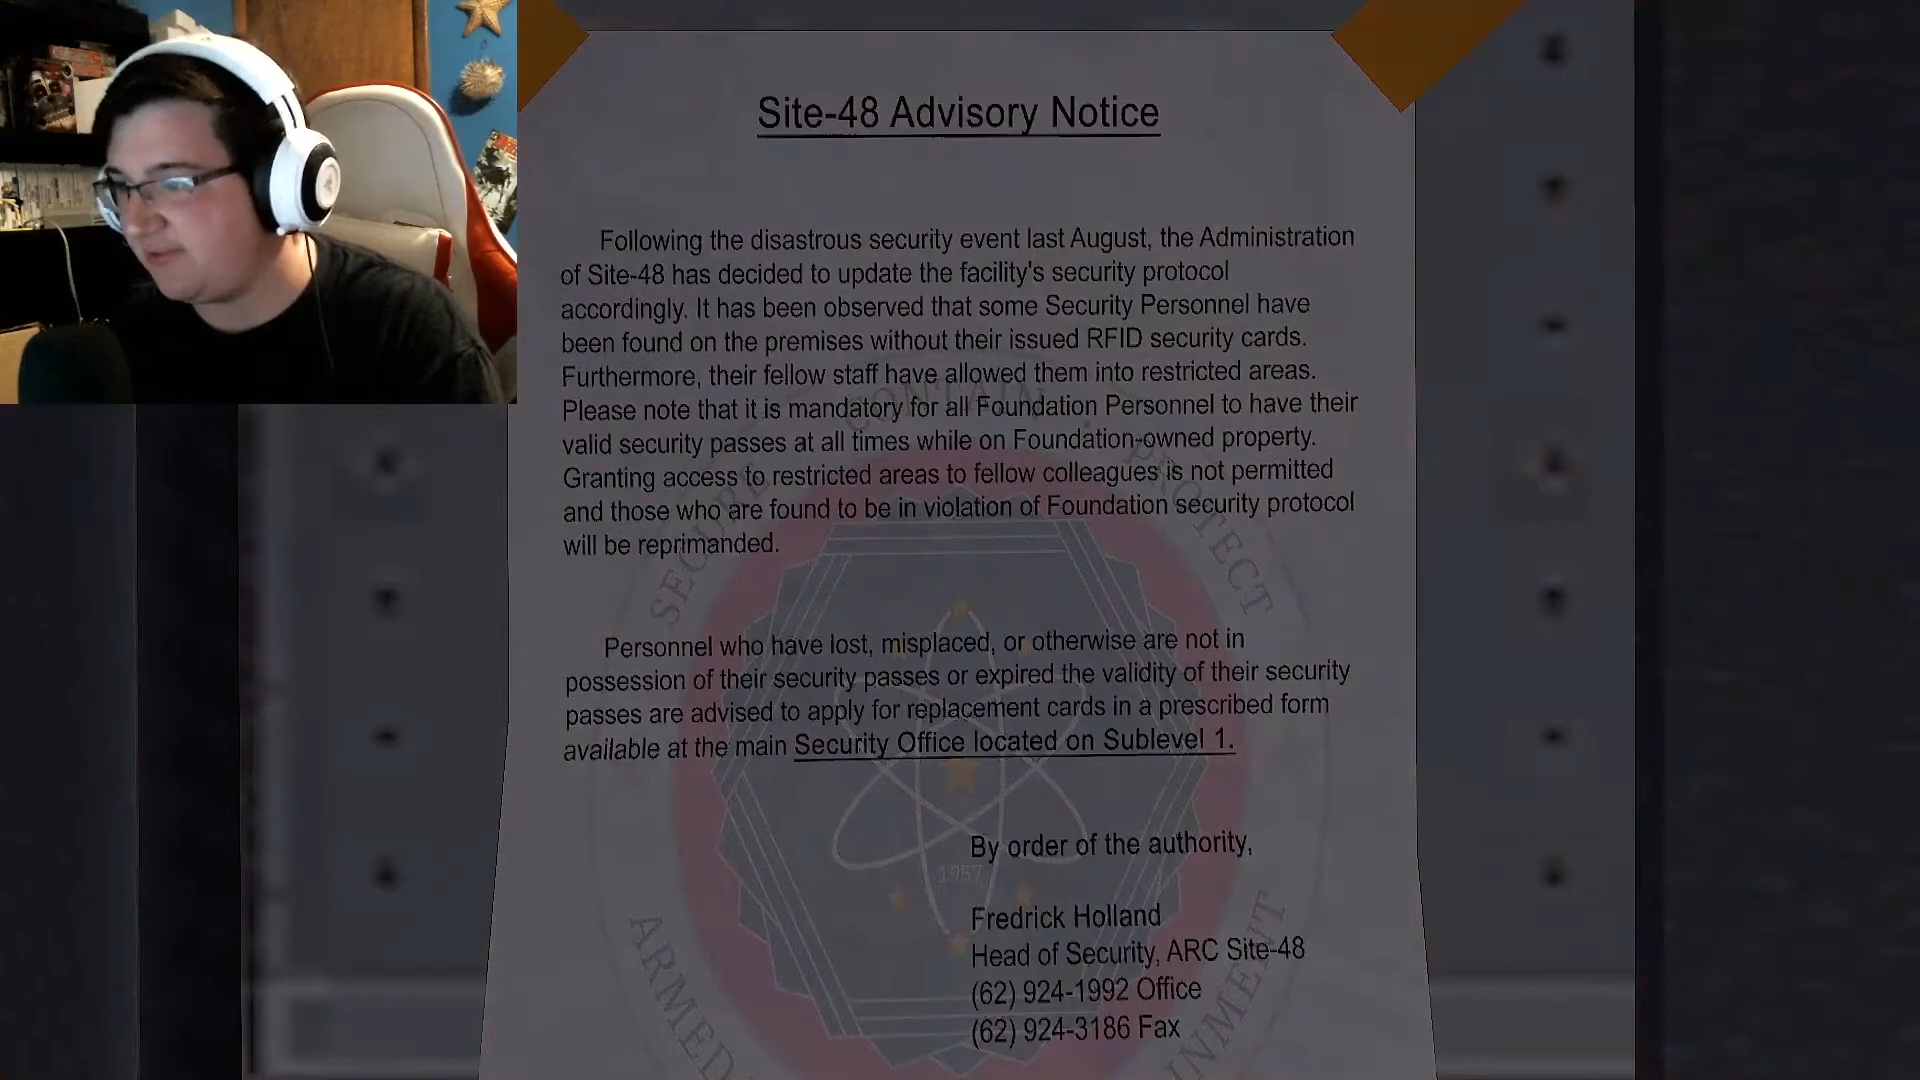 Site-48 Advisory Notice
Following the disastrous security event last August, the Administration
of Site-48 has decided to update the facility's security protocol
accordingly. It has been observed that some Security Personnel have
been found on the premises without their issued RFID security cards.
Furthermore, their fellow staff have allowed them into restricted areas.
Please note that it is mandatory for all Foundation Personnel to have their
valid security passes at all times while on Foundation-owned property.
Granting access to restricted areas to fellow colleagues is not permitted
and those who are found to be in violation of Foundation security protocol
will be reprimanded.
Personnel who have lost, misplaced, or otherwise are not in
possession of their security passes or expired the validity of their security
passes are advised to apply for replacement cards in a prescribed form
available at the main Security Office located on Sublevel 1.
By order of the authority,
Fredrick Holland
Head of Security, ARC Site-48
(62) 924-1992 Office
(62) 924-3186 Fax
SECURE · CONTAIN · PROTECT
1957
ARMED